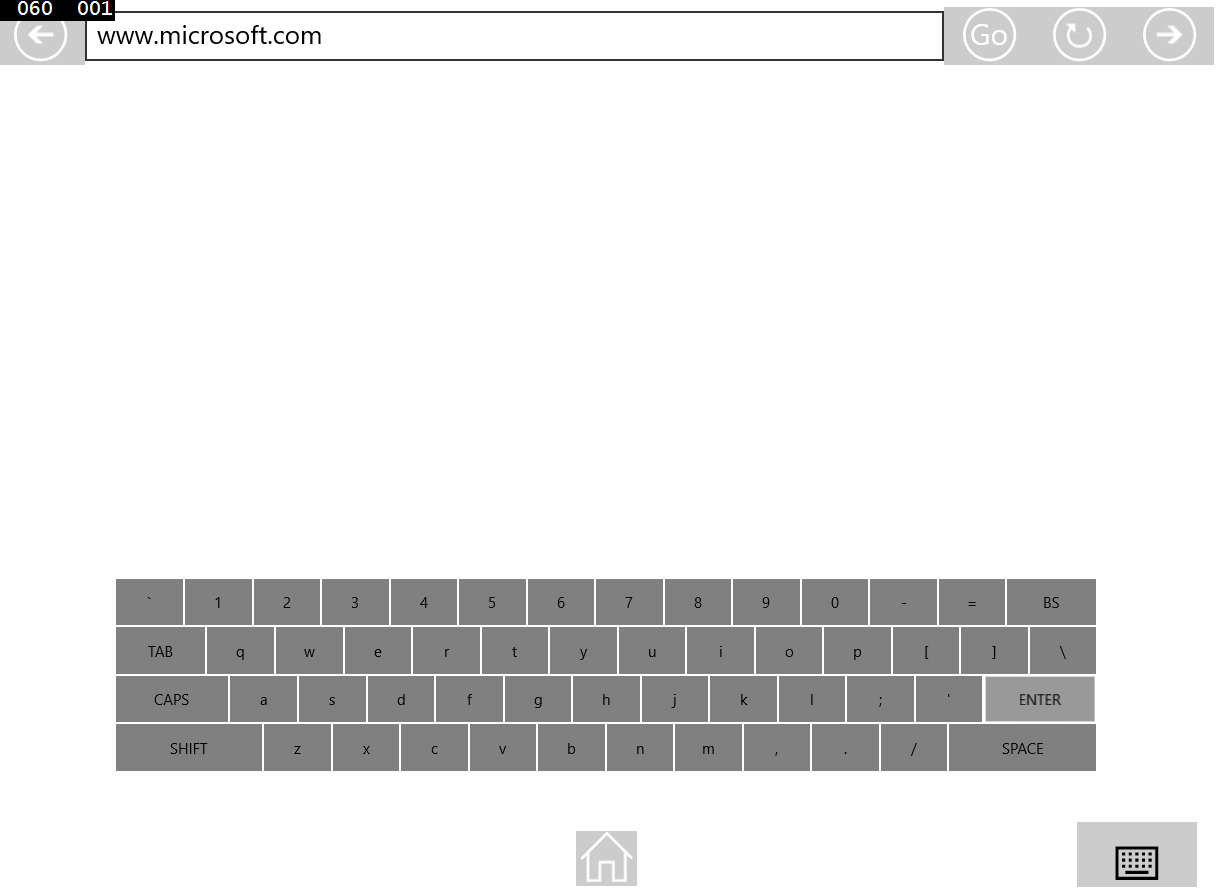 060 001
www.microsoft.com
Go
` 1 2 3 4 5 6 7 8 9 0 - = BS
TAB q w e r t y u i o p [ ] \
CAPS a s d f g h j k l ; ' ENTER
SHIFT z x c v b n m , . / SPACE